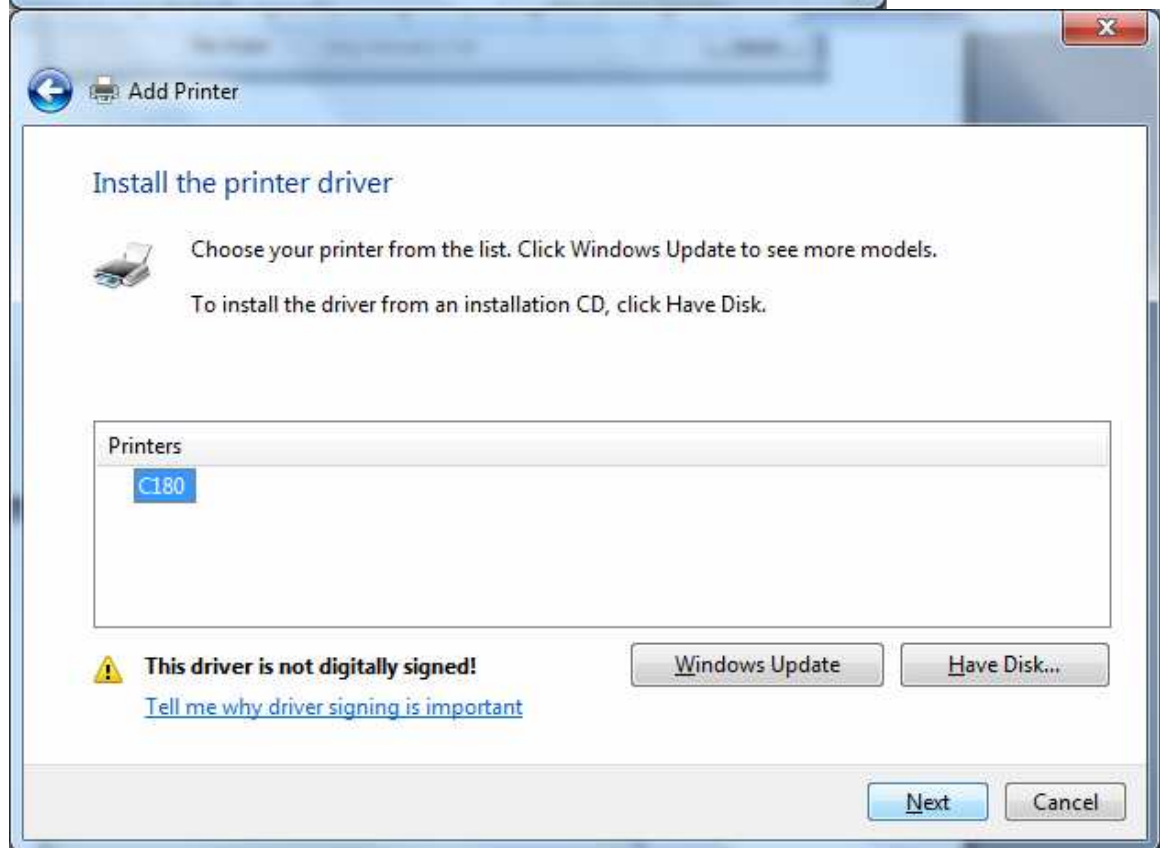 Add Printer
Install the printer driver
Choose your printer from the list. Click Windows Update to see more models.
To install the driver from an installation CD, click Have Disk.
Printers
C180
This driver is not digitally signed!
Windows Update
Have Disk...
Tell me why driver signing is important
Next
Cancel